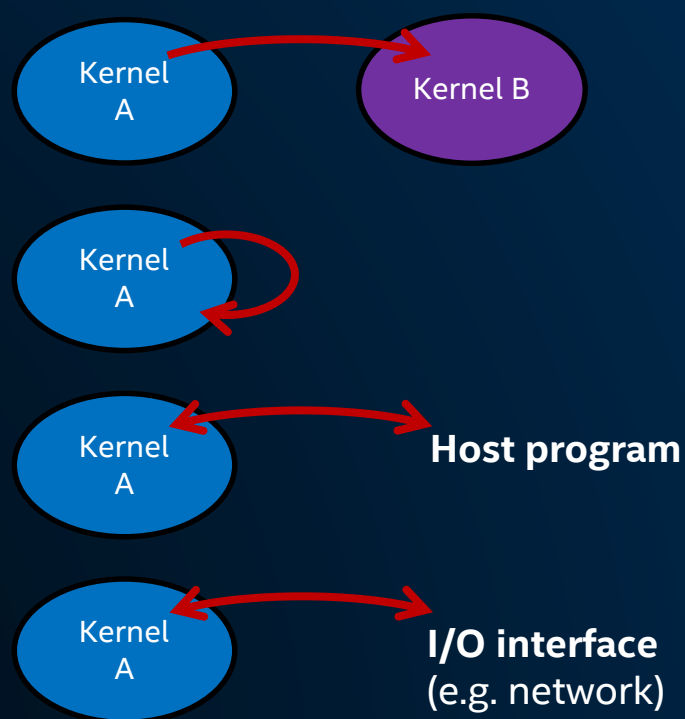 Kernel
A
Kernel B
Kernel
A
Kernel
A
Host program
Kernel
A
I/O interface
(e.g. network)